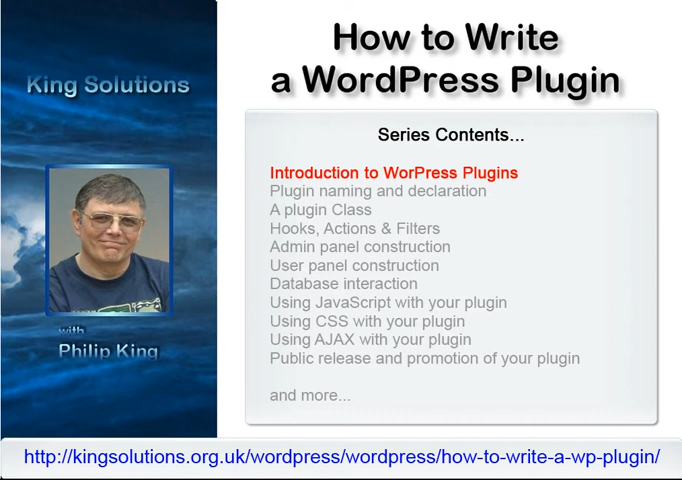 How to Write
a WordPress Plugin
King Solutions
with
Philip King
Series Contents...
Introduction to WorPress Plugins
Plugin naming and declaration
A plugin Class
Hooks, Actions & Filters
Admin panel construction
User panel construction
Database interaction
Using JavaScript with your plugin
Using CSS with your plugin
Using AJAX with your plugin
Public release and promotion of your plugin
and more...
http://kingsolutions.org.uk/wordpress/wordpress/how-to-write-a-wp-plugin/